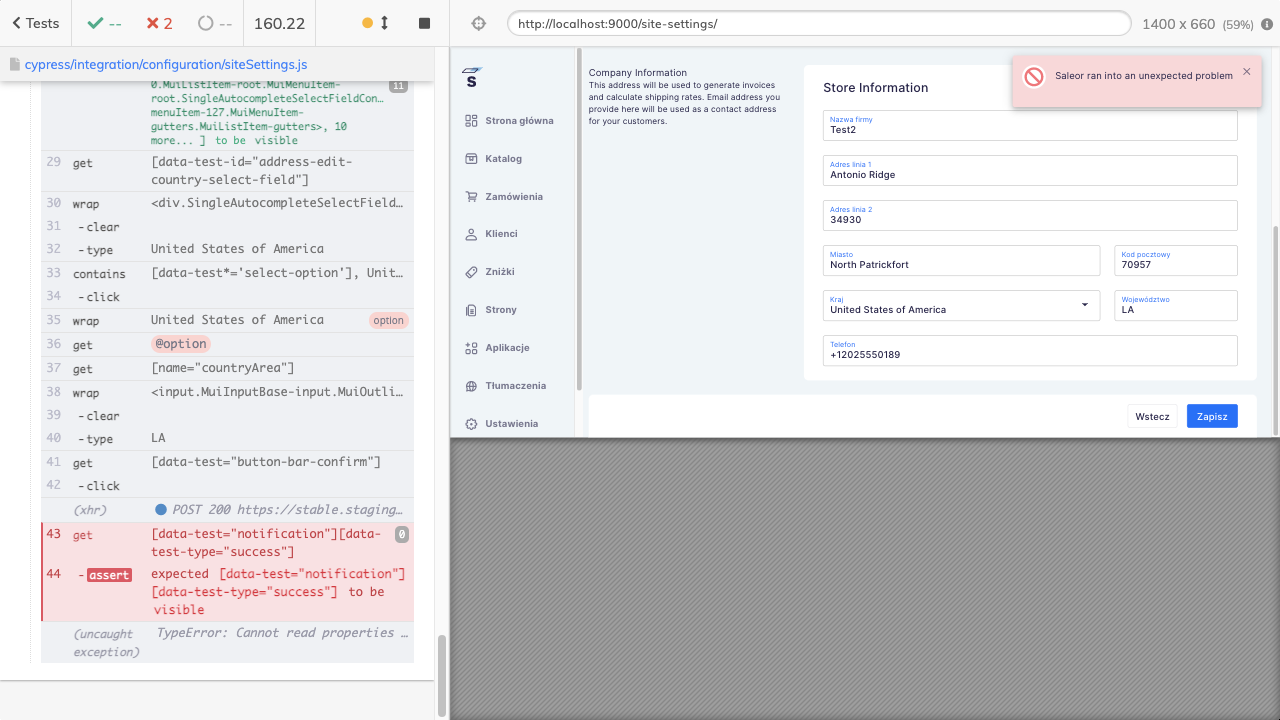 Tests
--
2
--
160.22
http://localhost:9000/site-settings/
1400 x 660 (59%)
cypress/integration/configuration/siteSettings.js
0.MuiListItem-root.MuiMenuItem-
root.SingleAutocompleteSelectFieldCon…
menuItem-127.MuiMenuItem-
gutters.MuiListItem-gutters>, 10
more... ] to be visible
11
29 get [data-test-id="address-edit-
country-select-field"]
30 wrap <div.SingleAutocompleteSelectField…
31 -clear
32 -type United States of America
33 contains [data-test*='select-option'], Unit…
34 -click
35 wrap United States of America option
36 get @option
37 get [name="countryArea"]
38 wrap <input.MuiInputBase-input.MuiOutli…
39 -clear
40 -type LA
41 get [data-test="button-bar-confirm"]
42 -click
(xhr) POST 200 https://stable.staging…
43 get [data-test="notification"][data-
test-type="success"]
0
44 -assert expected [data-test="notification"]
[data-test-type="success"] to be
visible
(uncaught
exception) TypeError: Cannot read properties …
S
Strona główna
Katalog
Zamówienia
Klienci
Zniżki
Strony
Aplikacje
Tłumaczenia
Ustawienia
Company Information
This address will be used to generate invoices
and calculate shipping rates. Email address you
provide here will be used as a contact address
for your customers.
Store Information
Saleor ran into an unexpected problem
Nazwa firmy
Test2
Adres linia 1
Antonio Ridge
Adres linia 2
34930
Miasto
North Patrickfort
Kod pocztowy
70957
Kraj
United States of America
Województwo
LA
Telefon
+12025550189
Wstecz
Zapisz